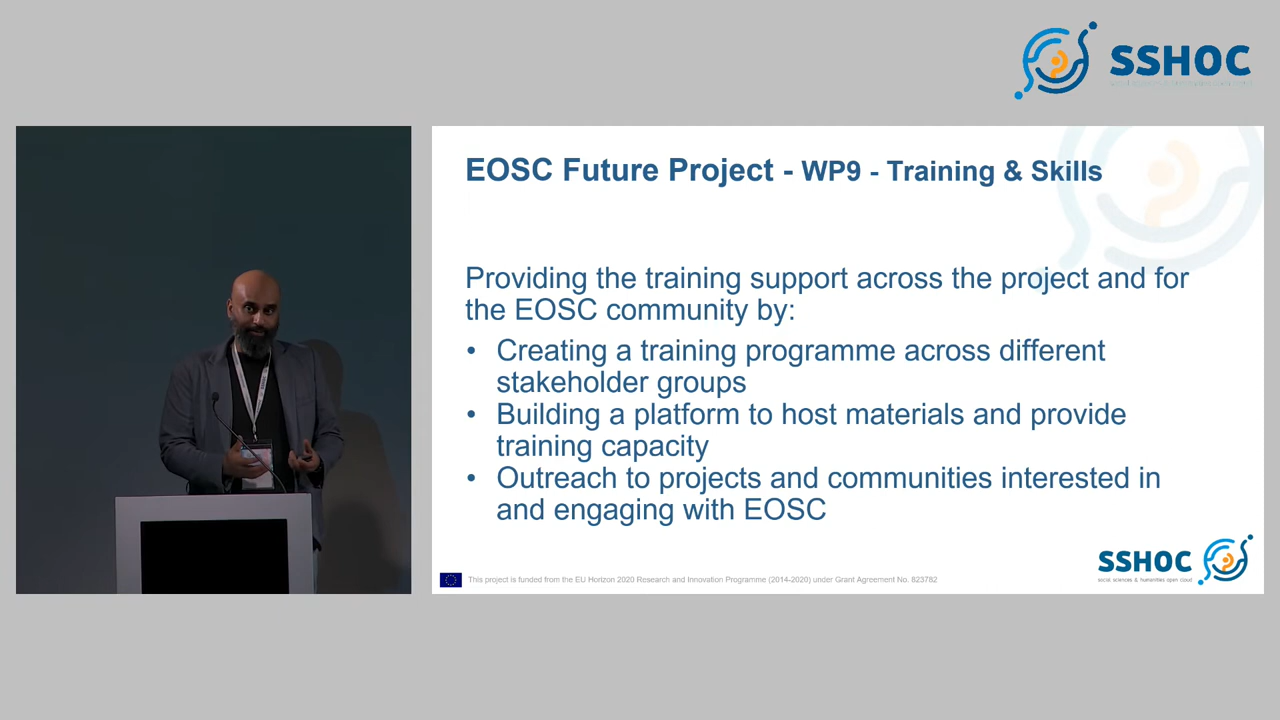 SSHOC
EOSC Future Project - WP9 - Training & Skills
Providing the training support across the project and for
the EOSC community by:
• Creating a training programme across different
stakeholder groups
• Building a platform to host materials and provide
training capacity
• Outreach to projects and communities interested in
and engaging with EOSC
SSHOC
social sciences & humanities open cloud
This project is funded from the EU Horizon 2020 Research and Innovation Programme (2014-2020) under Grant Agreement No. 823782